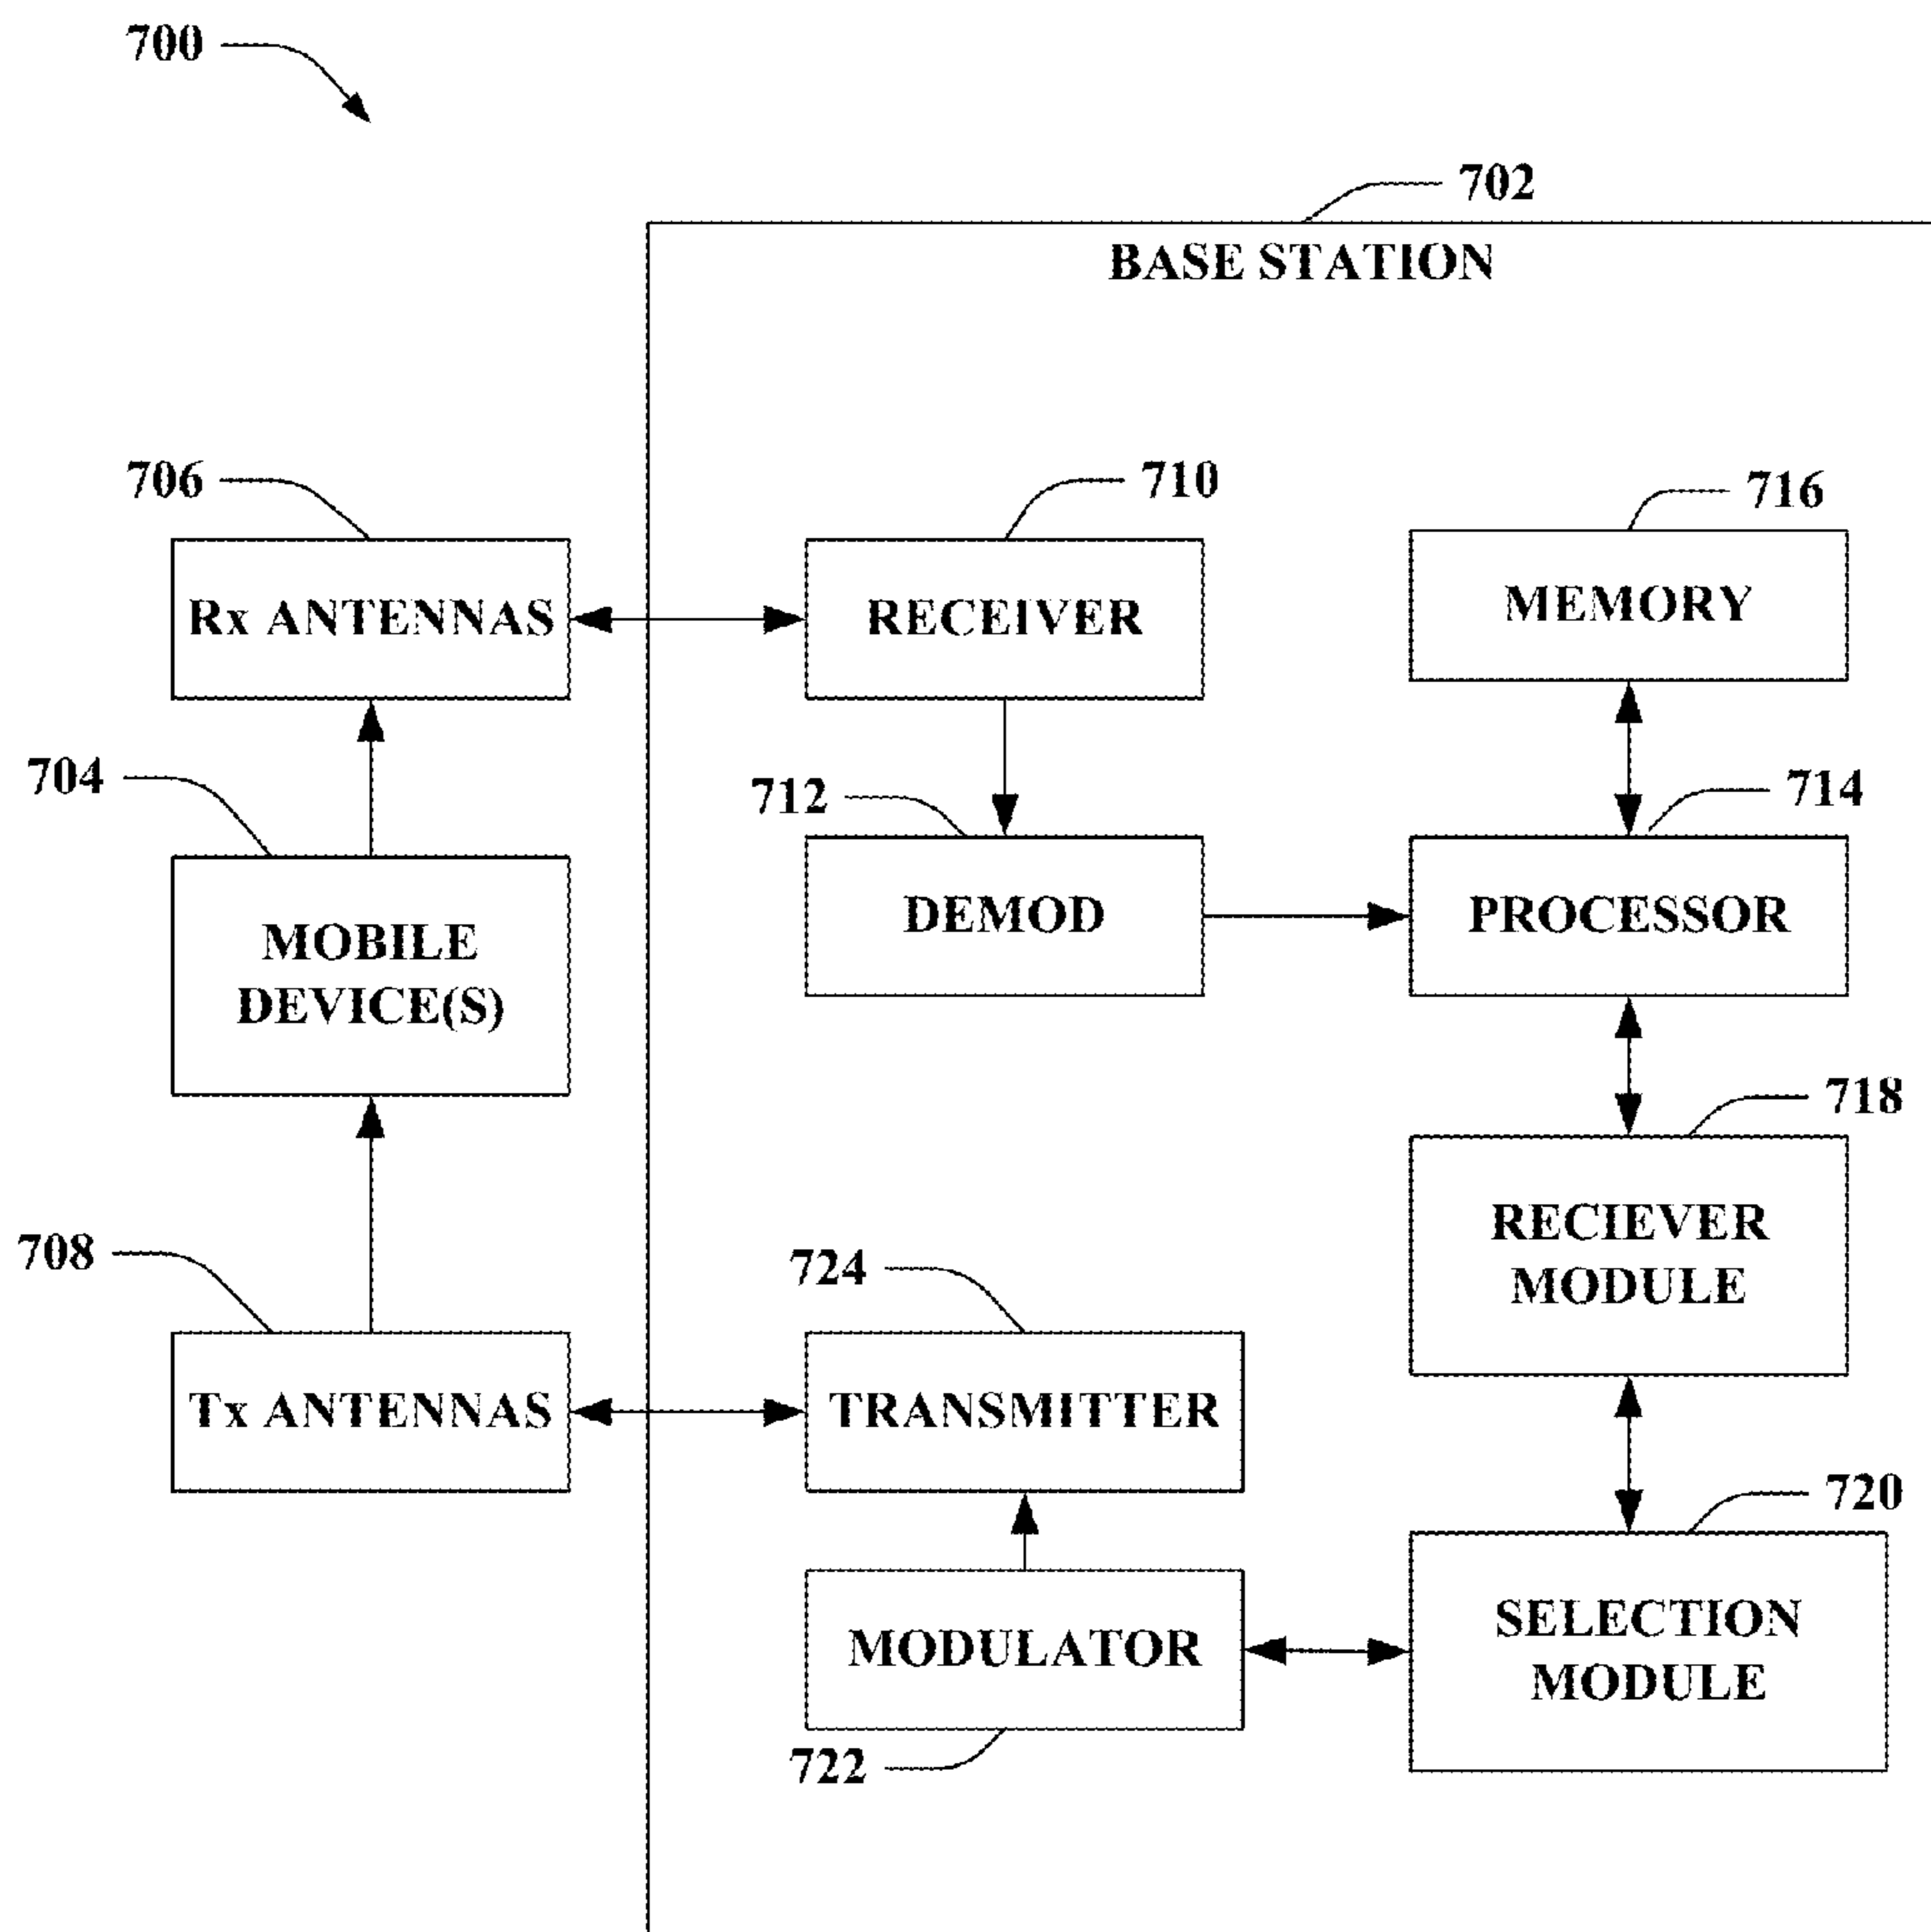 700
702
BASE STATION
706
710
716
Rx ANTENNAS
RECEIVER
MEMORY
704
712
714
MOBILE
DEVICE(S)
DEMOD
PROCESSOR
718
708
724
RECIEVER
MODULE
Tx ANTENNAS
TRANSMITTER
720
MODULATOR
SELECTION
MODULE
722